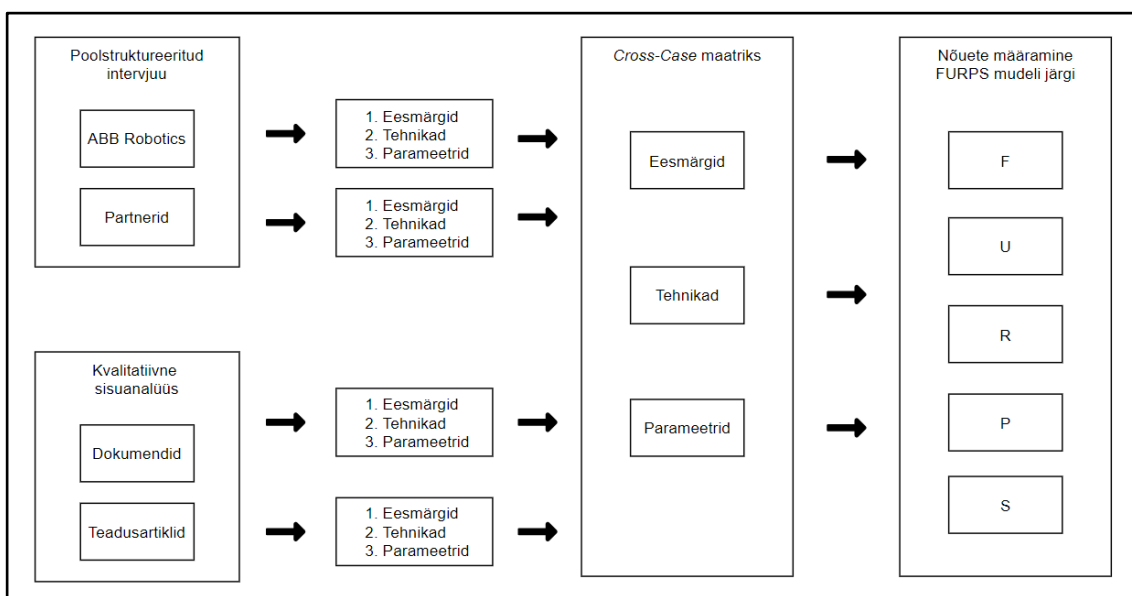 Poolstruktureeritud
intervjuu
ABB Robotics
Partnerid
1. Eesmärgid
2. Tehnikad
3. Parameetrid
1. Eesmärgid
2. Tehnikad
3. Parameetrid
Kvalitatiivne
sisuanalüüs
Dokumendid
Teadusartiklid
1. Eesmärgid
2. Tehnikad
3. Parameetrid
1. Eesmärgid
2. Tehnikad
3. Parameetrid
Cross-Case maatriks
Eesmärgid
Tehnikad
Parameetrid
Nõuete määramine
FURPS mudeli järgi
F
U
R
P
S